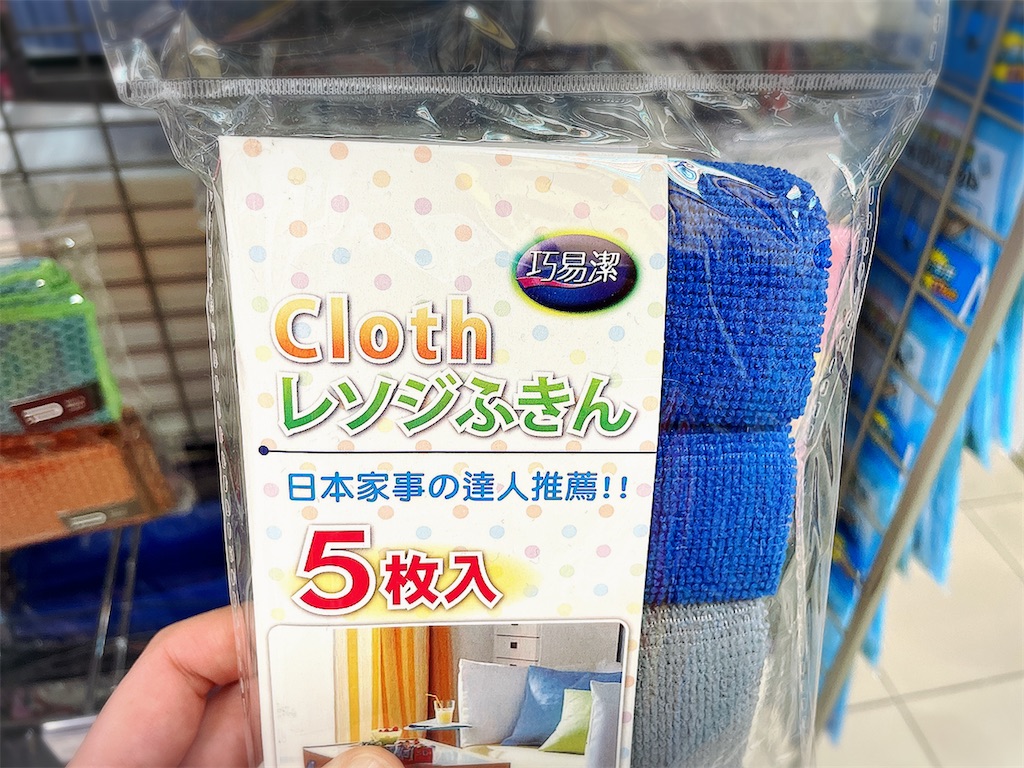 巧易潔
Cloth
レソジふきん
日本家事の達人推薦!!
5枚入